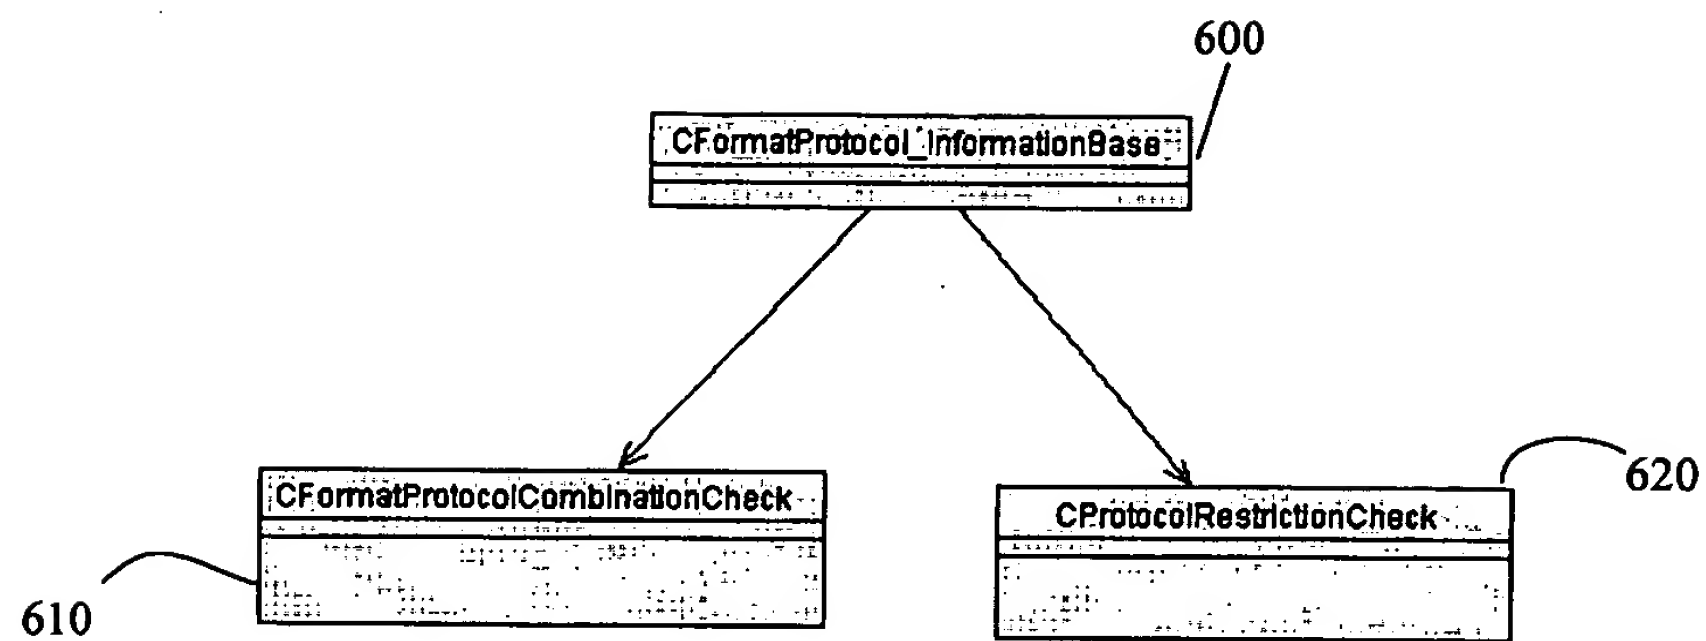 600
CFormatProtocol_InformationBase
CFormatProtocolCombinationCheck
CProtocolRestrictionCheck
620
610